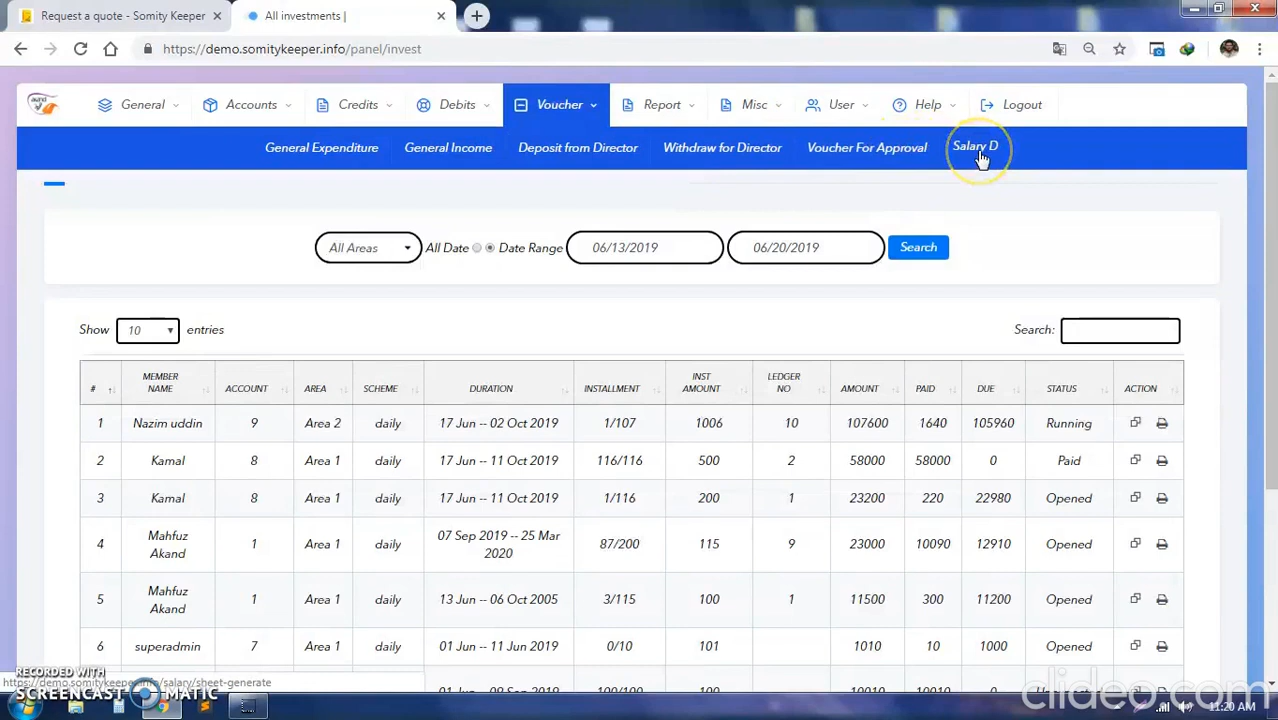 Request a quote - Somity Keeper
All investments |
https://demo.somitykeeper.info/panel/invest
General Accounts Credits Debits Voucher Report Misc User Help Logout
General Expenditure General Income Deposit from Director Withdraw for Director Voucher For Approval Salary D
All Areas All Date Date Range 06/13/2019 06/20/2019 Search
Show 10 entries Search:
# MEMBER NAME ACCOUNT AREA SCHEME DURATION INSTALLMENT INST AMOUNT LEDGER NO AMOUNT PAID DUE STATUS ACTION
1 Nazim uddin 9 Area 2 daily 17 Jun -- 02 Oct 2019 1/107 1006 10 107600 1640 105960 Running
2 Kamal 8 Area 1 daily 17 Jun -- 11 Oct 2019 116/116 500 2 58000 58000 0 Paid
3 Kamal 8 Area 1 daily 17 Jun -- 11 Oct 2019 1/116 200 1 23200 220 22980 Opened
4 Mahfuz Akand 1 Area 1 daily 07 Sep 2019 -- 25 Mar 2020 87/200 115 9 23000 10090 12910 Opened
5 Mahfuz Akand 1 Area 1 daily 13 Jun -- 06 Oct 2005 3/115 100 1 11500 300 11200 Opened
6 superadmin 7 Area 1 daily 01 Jun -- 11 Jun 2019 0/10 101 1010 10 1000 Opened
RECORDED WITH
https://demo.somitykeeper.info/salary/sheet-generate
SCREENCAST MATIC
clideo.com
11:20 AM